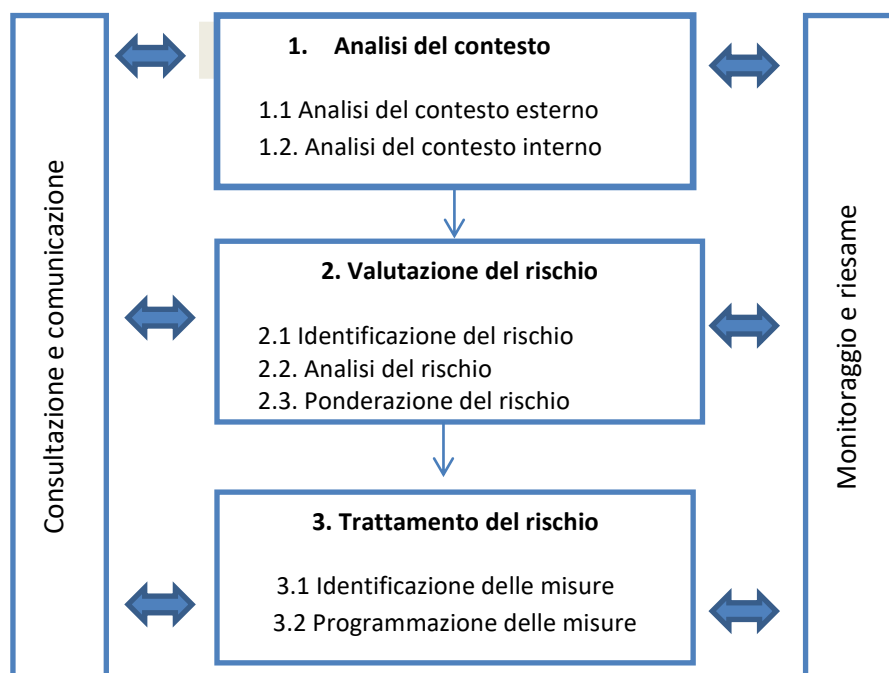 Consultazione e comunicazione
1. Analisi del contesto
1.1 Analisi del contesto esterno
1.2. Analisi del contesto interno
2. Valutazione del rischio
2.1 Identificazione del rischio
2.2. Analisi del rischio
2.3. Ponderazione del rischio
3. Trattamento del rischio
3.1 Identificazione delle misure
3.2 Programmazione delle misure
Monitoraggio e riesame